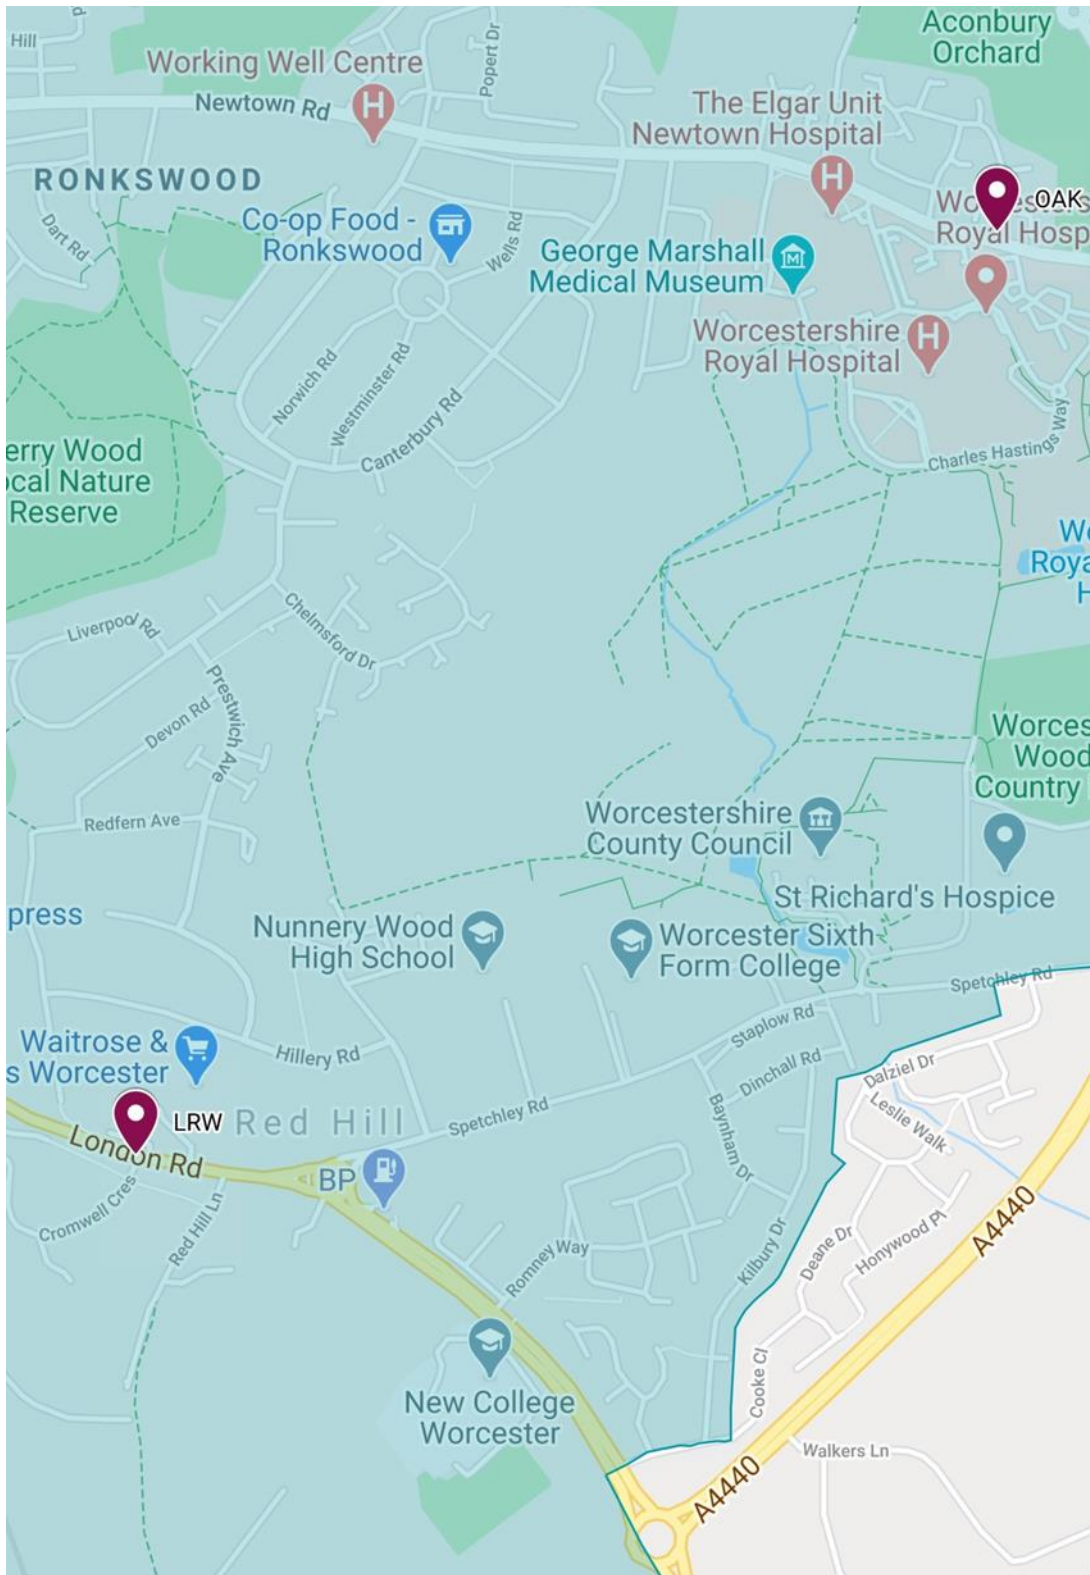 Aconbury
Orchard
Hill
Working Well Centre
Popert Dr
Newtown Rd
The Elgar Unit
Newtown Hospital
RONKSWOOD
OAK
Royal Hosp
Co-op Food -
Ronkswood
Wells Rd
Dart Rd
George Marshall
Medical Museum
Worcestershire
Royal Hospital
Norwich Rd
Westminster Rd
Canterbury Rd
Charles Hastings Way
erry Wood
ocal Nature
Reserve
We
Roya
H
Chelmsford Dr
Liverpool Rd
Prestwich Ave
Devon Rd
Worces
Wood
Country
Redfern Ave
Worcestershire
County Council
St Richard's Hospice
press
Nunnery Wood
High School
Worcester Sixth
Form College
Spetchley Rd
Staplow Rd
Waitrose &
s Worcester
Hillery Rd
Dinchall Rd
Dalziel Dr
Leslie Walk
LRW
Red Hill
Spetchley Rd
Baynham Dr
London Rd
BP
Cromwell Cres
Red Hill Ln
Romney Way
Kilbury Dr
Deane Dr
Honywood Pl
A4440
New College
Worcester
Cooke Cl
Walkers Ln
A4440